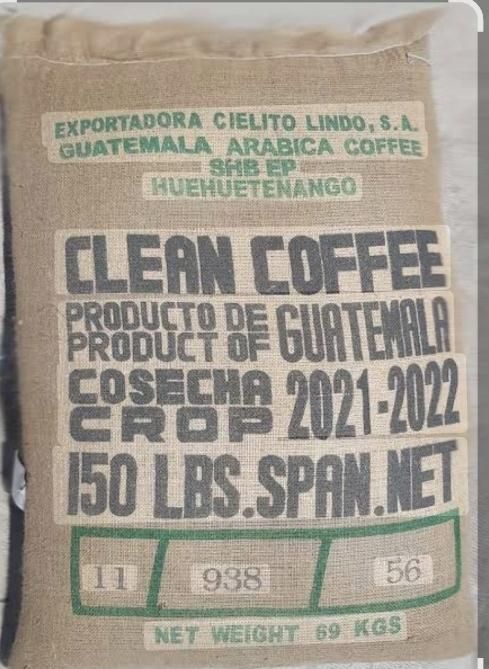 EXPORTADORA CIELITO LINDO, S.A.
GUATEMALA ARABICA COFFEE
SHB EP
HUEHUETENANGO
CLEAN COFFEE
PRODUCTO DE
PRODUCT OF GUATEMALA
COSECHA
CROP 2021-2022
150 LBS.SPAN.NET
11 938 56
NET WEIGHT 69 KGS